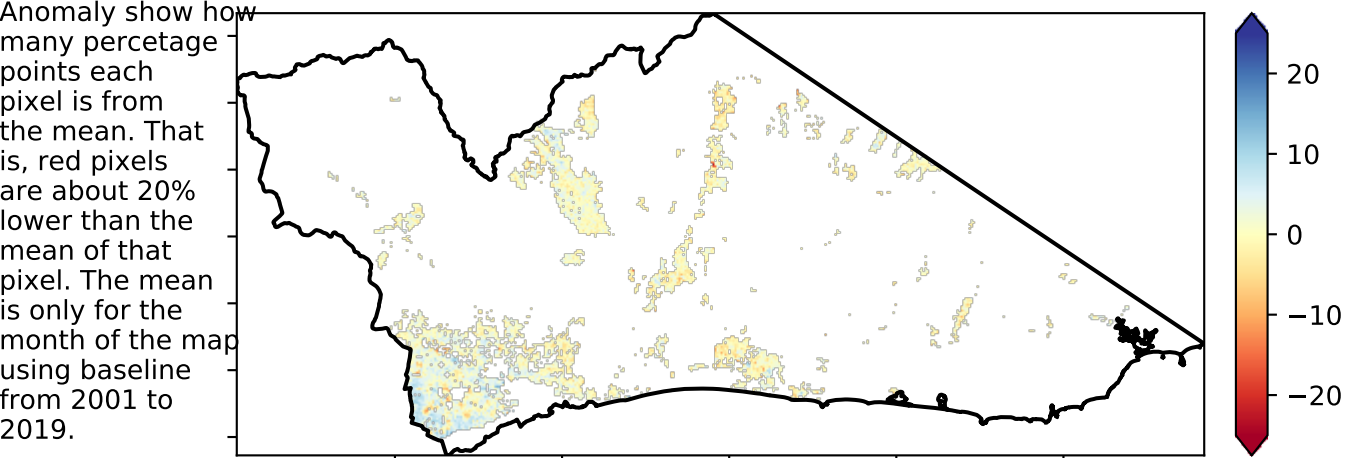 Anomaly show how
many percetage
points each
pixel is from
the mean. That
is, red pixels
are about 20%
lower than the
mean of that
pixel. The mean
is only for the
month of the map
using baseline
from 2001 to
2019.
20
10
0
−10
−20